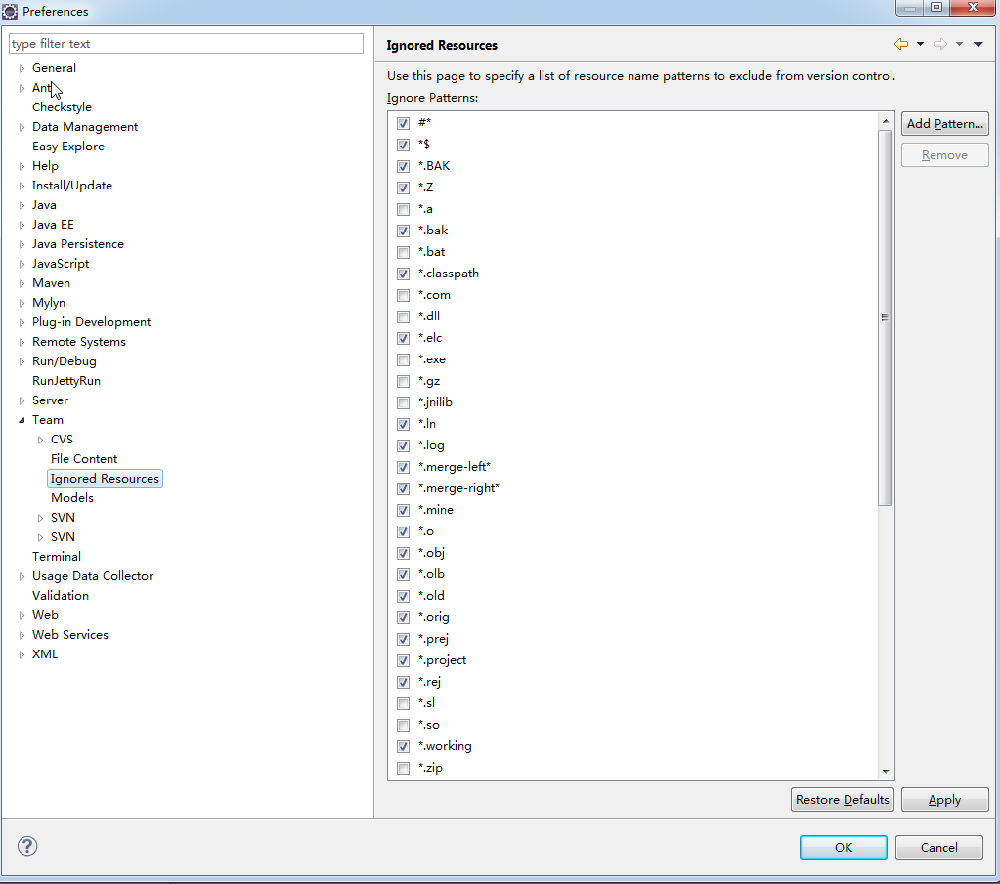 Preferences
type filter text
General
Ant
Checkstyle
Data Management
Easy Explore
Help
Install/Update
Java
Java EE
Java Persistence
JavaScript
Maven
Mylyn
Plug-in Development
Remote Systems
Run/Debug
RunJettyRun
Server
Team
CVS
File Content
Ignored Resources
Models
SVN
SVN
Terminal
Usage Data Collector
Validation
Web
Web Services
XML
Ignored Resources
Use this page to specify a list of resource name patterns to exclude from version control.
Ignore Patterns:
#*
*$
*.BAK
*.Z
*.a
*.bak
*.bat
*.classpath
*.com
*.dll
*.elc
*.exe
*.gz
*.jnilib
*.ln
*.log
*.merge-left*
*.merge-right*
*.mine
*.o
*.obj
*.olb
*.old
*.orig
*.prej
*.project
*.rej
*.sl
*.so
*.working
*.zip
Add Pattern...
Remove
Restore Defaults
Apply
?
OK
Cancel